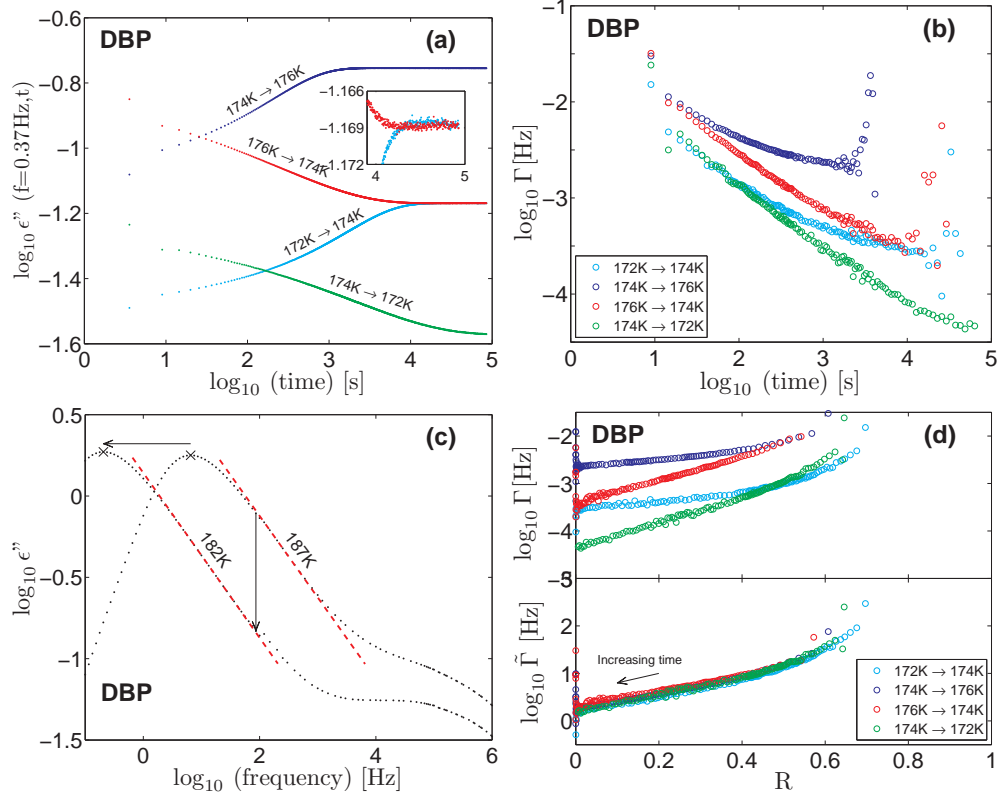 DBP
(a)
−0.6
−0.8
−1
−1.2
−1.4
−1.6
0
1
2
3
4
5
log₁₀ ϵ" (f=0.37Hz,t)
log₁₀ (time) [s]
174K → 176K
176K → 174K
172K → 174K
174K → 172K
−1.166
−1.169
−1.172
4
5
DBP
(b)
−1
−2
−3
−4
0
1
2
3
4
5
log₁₀ Γ [Hz]
log₁₀ (time) [s]
172K → 174K
174K → 176K
176K → 174K
174K → 172K
(c)
0.5
0
−0.5
−1
−1.5
0
2
4
6
log₁₀ ϵ"
log₁₀ (frequency) [Hz]
182K
187K
DBP
DBP
(d)
−1
−2
−3
−4
−5
log₁₀ Γ [Hz]
3
2
1
0
log₁₀ Γ̃ [Hz]
Increasing time
172K → 174K
174K → 176K
176K → 174K
174K → 172K
0
0.2
0.4
0.6
0.8
1
R